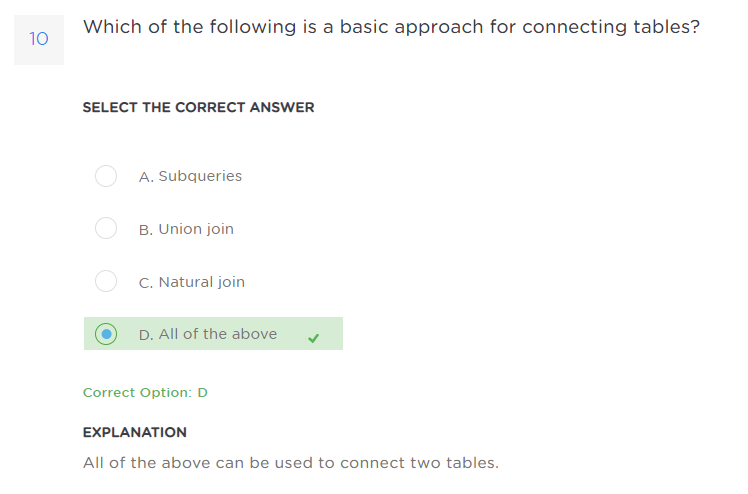 10
Which of the following is a basic approach for connecting tables?
SELECT THE CORRECT ANSWER
A. Subqueries
B. Union join
C. Natural join
D. All of the above
Correct Option: D
EXPLANATION
All of the above can be used to connect two tables.